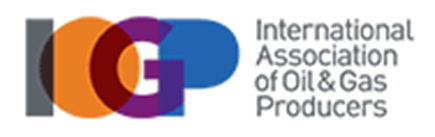 IOGP
International
Association
of Oil & Gas
Producers